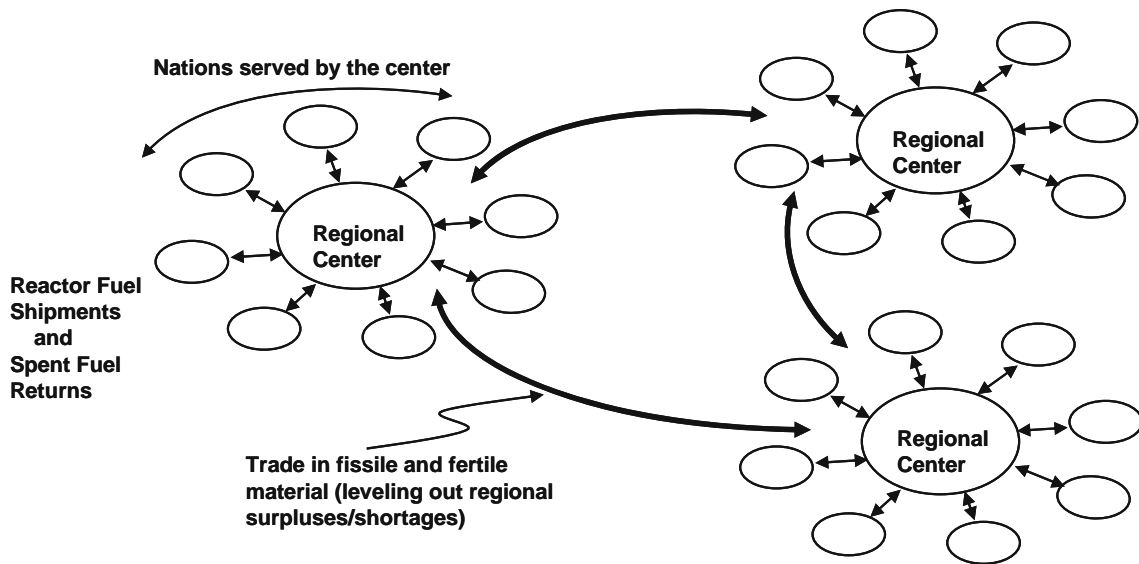 Nations served by the center
Regional
Center
Regional
Center
Reactor Fuel
Shipments
and
Spent Fuel
Returns
Regional
Center
Trade in fissile and fertile
material (leveling out regional
surpluses/shortages)